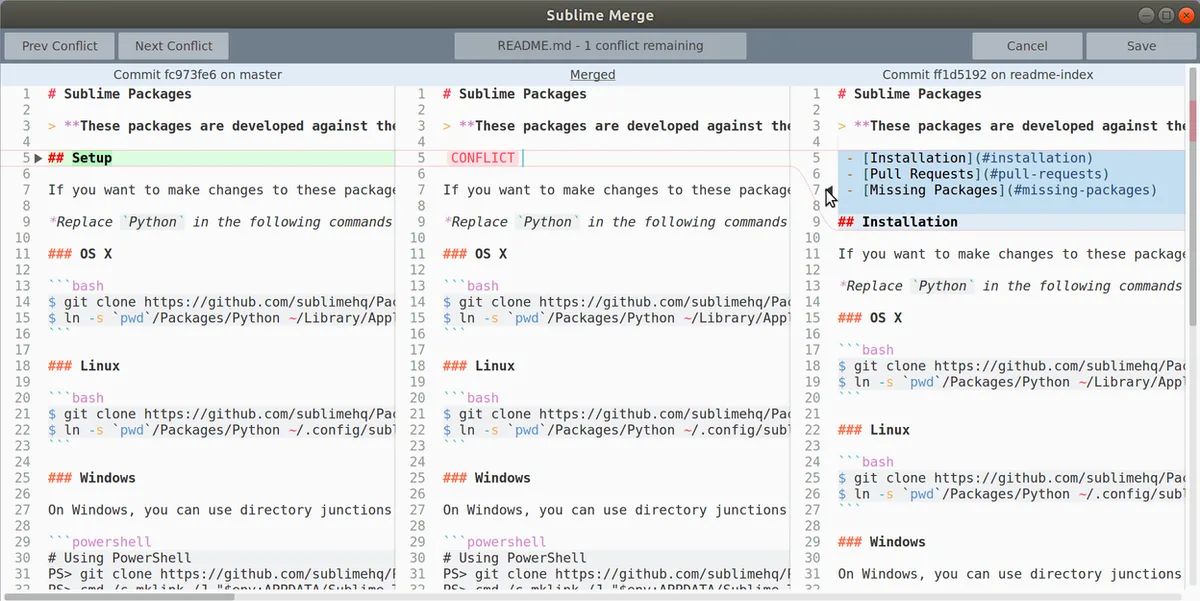 Sublime Merge
Prev Conflict Next Conflict README.md - 1 conflict remaining Cancel Save
Commit fc973fe6 on master
1 # Sublime Packages
2
3 > **These packages are developed against the
4
5 ## Setup
6
7 If you want to make changes to these package
8
9 *Replace `Python` in the following commands
10
11 ### OS X
12
13 ```bash
14 $ git clone https://github.com/sublimehq/Pac
15 $ ln -s `pwd`/Packages/Python ~/Library/Appl
16 ```
17
18 ### Linux
19
20 ```bash
21 $ git clone https://github.com/sublimehq/Pac
22 $ ln -s `pwd`/Packages/Python ~/.config/subl
23 ```
24
25 ### Windows
26
27 On Windows, you can use directory junctions
28
29 ```powershell
30 # Using PowerShell
31 PS> git clone https://github.com/sublimehq/P
Merged
1 # Sublime Packages
2
3 > **These packages are developed against the
4
5 CONFLICT
6
7 If you want to make changes to these package
8
9 *Replace `Python` in the following commands
10
11 ### OS X
12
13 ```bash
14 $ git clone https://github.com/sublimehq/Pac
15 $ ln -s `pwd`/Packages/Python ~/Library/Appl
16 ```
17
18 ### Linux
19
20 ```bash
21 $ git clone https://github.com/sublimehq/Pac
22 $ ln -s `pwd`/Packages/Python ~/.config/subl
23 ```
24
25 ### Windows
26
27 On Windows, you can use directory junctions
28
29 ```powershell
30 # Using PowerShell
31 PS> git clone https://github.com/sublimehq/P
Commit ff1d5192 on readme-index
1 # Sublime Packages
2
3 > **These packages are developed against the
4
5 - [Installation](#installation)
6 - [Pull Requests](#pull-requests)
7 - [Missing Packages](#missing-packages)
8
9 ## Installation
10
11 If you want to make changes to these package
12
13 *Replace `Python` in the following commands
14
15 ### OS X
16
17 ```bash
18 $ git clone https://github.com/sublimehq/Pac
19 $ ln -s `pwd`/Packages/Python ~/Library/Appl
20 ```
21
22 ### Linux
23
24 ```bash
25 $ git clone https://github.com/sublimehq/Pac
26 $ ln -s `pwd`/Packages/Python ~/.config/subl
27 ```
28
29 ### Windows
30
31 On Windows, you can use directory junctions